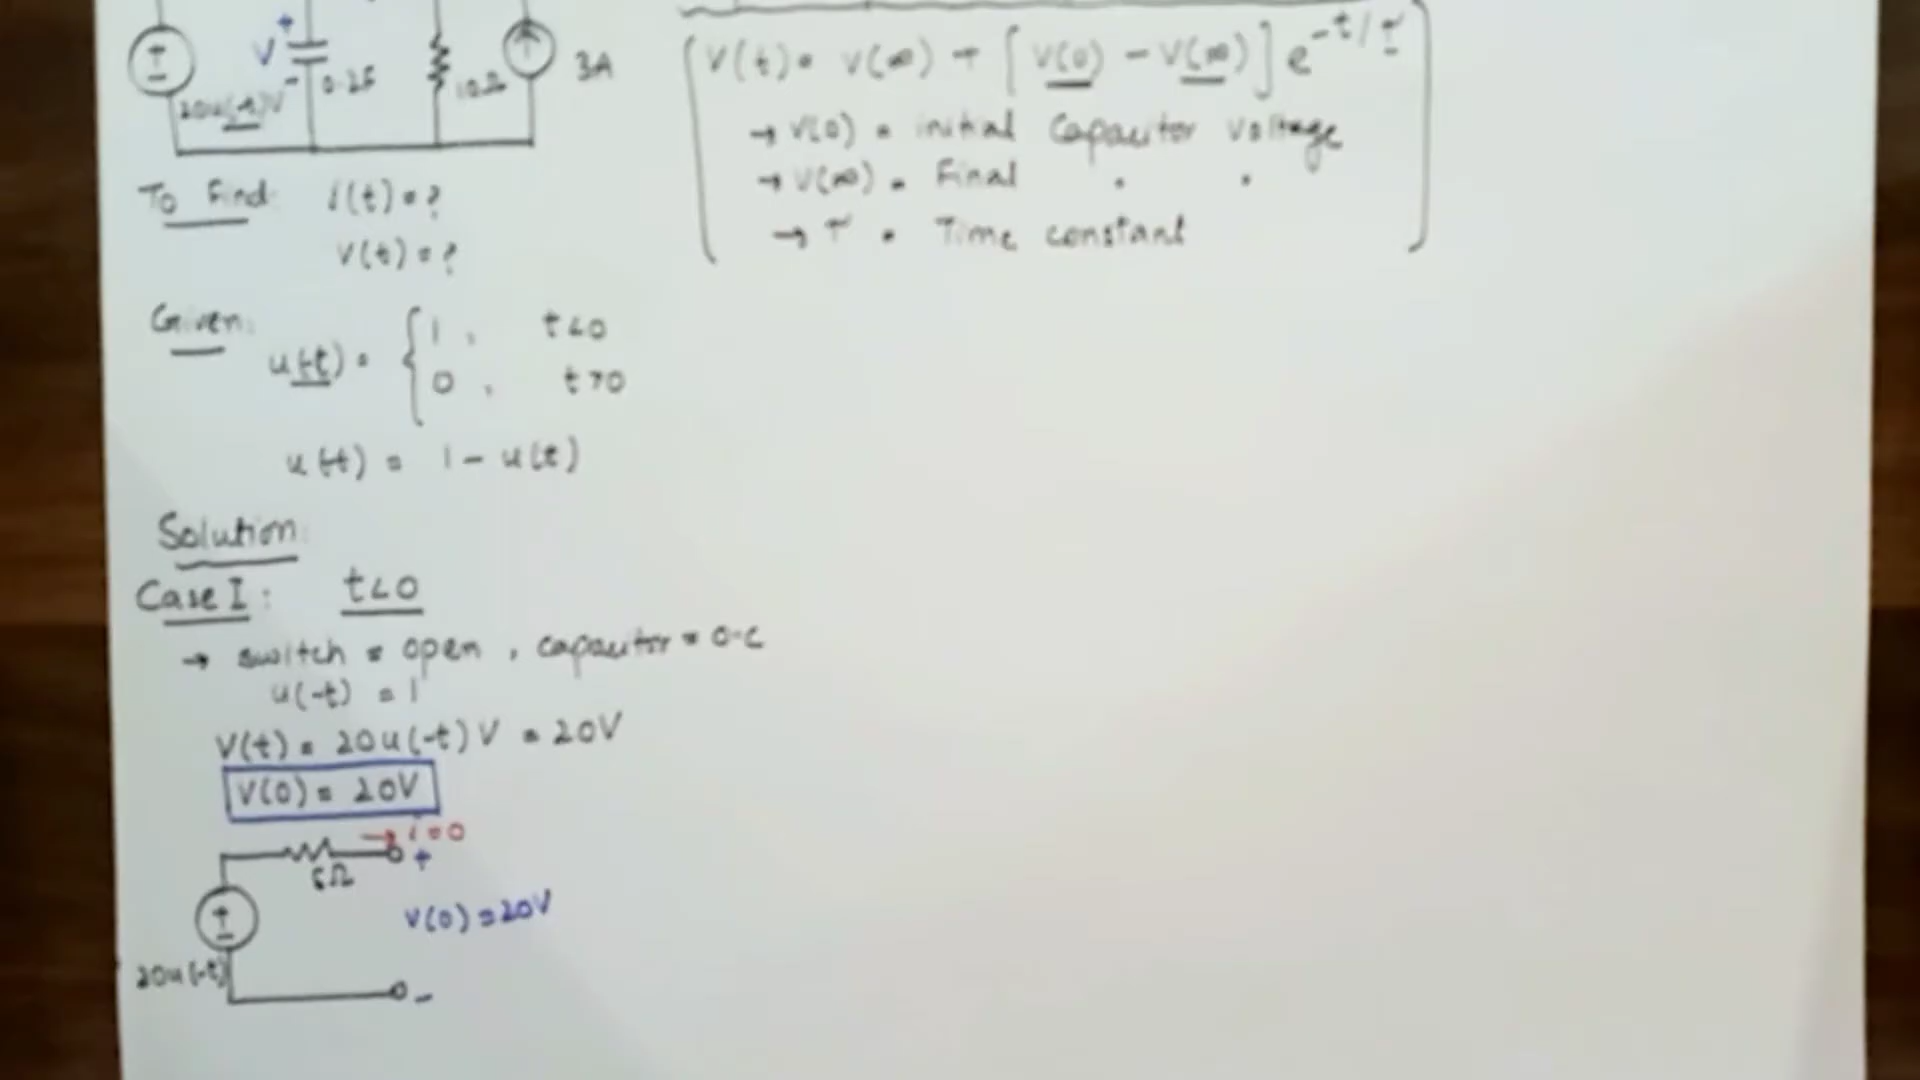 V
+
-
0.2F
20u(-t)V
10Ω
3A
To Find: i(t) = ?
V(t) = ?
V(t) = V(∞) + [V(0) - V(∞)] e^-t/τ
→ V(0) = initial Capacitor Voltage
→ V(∞) = Final " "
→ τ = Time constant
Given:
u(-t) = { 1, t<0
0, t>0
u(-t) = 1 - u(t)
Solution:
Case I: t<0
→ switch = open, capacitor = o.c
u(-t) = 1
V(t) = 20u(-t) V = 20V
V(0) = 20V
→ i=0
6Ω
+
V(0) = 20V
20u(-t)
-